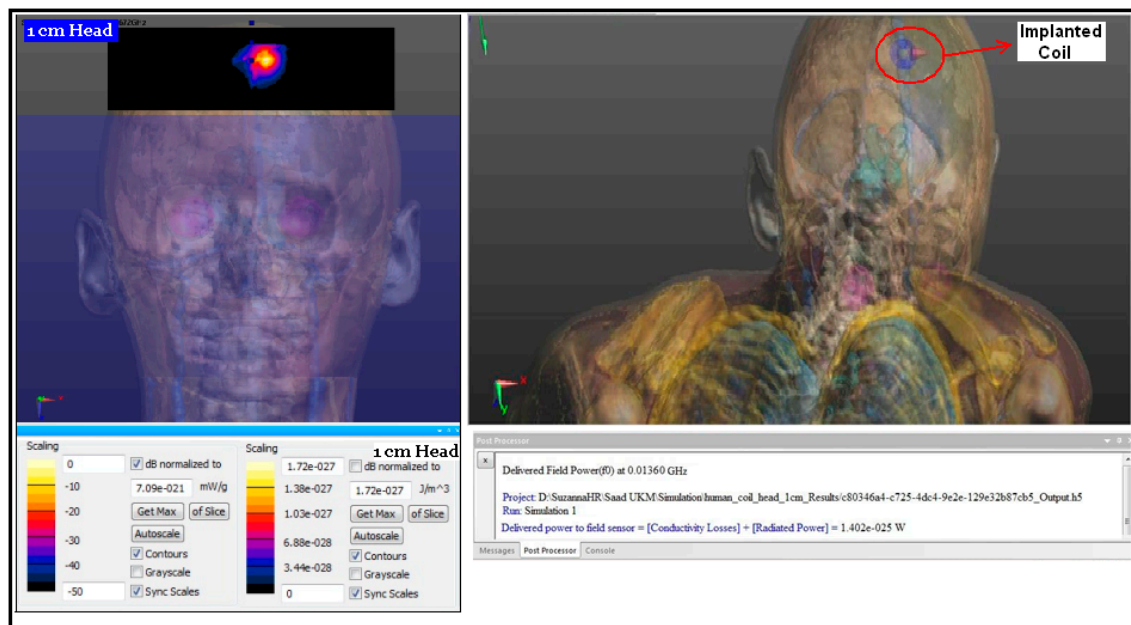 632GHz
1 cm Head
Implanted
Coil
x
x
y
Scaling
0
-10
-20
-30
-40
-50
dB normalized to
7.09e-021 mW/g
Get Max of Slice
Autoscale
Contours
Grayscale
Sync Scales
1 cm Head
Scaling
1.72e-027
1.38e-027
1.03e-027
6.88e-028
3.44e-028
0
dB normalized to
1.72e-027 J/m^3
Get Max of Slice
Autoscale
Contours
Grayscale
Sync Scales
Post Processor
x
Delivered Field Power(f0) at 0.01360 GHz
Project: D:\SuzannaHR\Saad UKM\Simulation/human_coil_head_1cm_Results/c80346a4-c725-4dc4-9e2e-129e32b87cb5_Output.h5
Run: Simulation 1
Delivered power to field sensor = [Conductivity Losses] + [Radiated Power] = 1.402e-025 W
Messages Post Processor Console